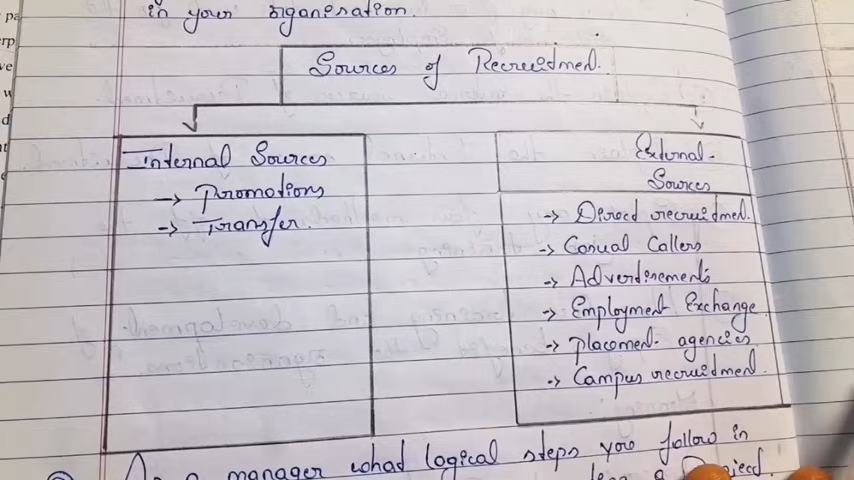 in your organisation.
Sources of Recruitment.
Internal Sources
→ Promotions
→ Transfer.
External
Sources
→ Direct recruitment.
→ Casual Callers
→ Advertisements
→ Employment Exchange
→ Placement agencies
→ Campus recruitment.
manager what logical steps you follow in